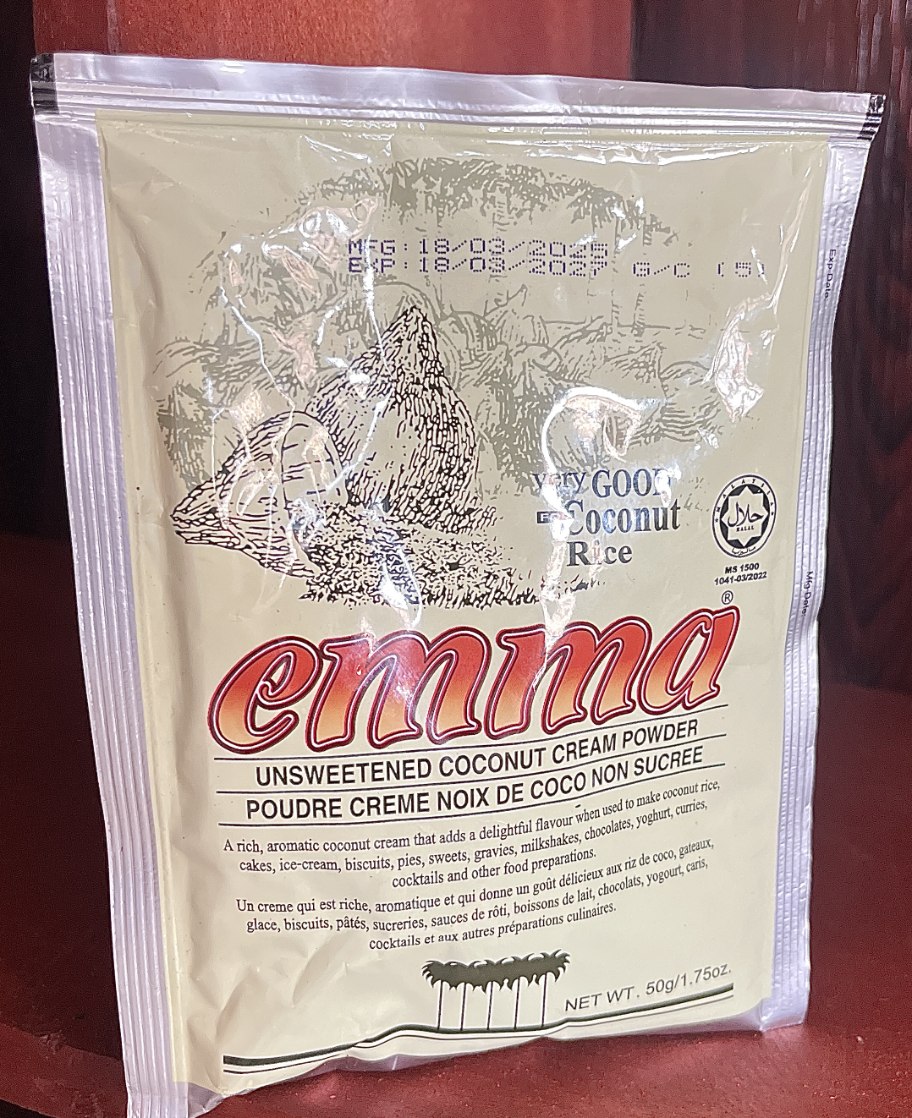 MFG:18/03/2025
EXP:18/03/2027 G/C (5)
Exp Date:
very GOOD
FOR Coconut
Rice
حلال
HALAL
MS 1500
1041-03/2022
Mfg Date:
emma®
UNSWEETENED COCONUT CREAM POWDER
POUDRE CREME NOIX DE COCO NON SUCREE
A rich, aromatic coconut cream that adds a delightful flavour when used to make coconut rice,
cakes, ice-cream, biscuits, pies, sweets, gravies, milkshakes, chocolates, yoghurt, curries,
cocktails and other food preparations.
Un creme qui est riche, aromatique et qui donne un goût délicieux aux riz de coco, gateaux,
glace, biscuits, pâtés, sucreries, sauces de rôti, boissons de lait, chocolats, yogourt, caris,
cocktails et aux autres préparations culinaires.
NET WT. 50g/1.75oz.